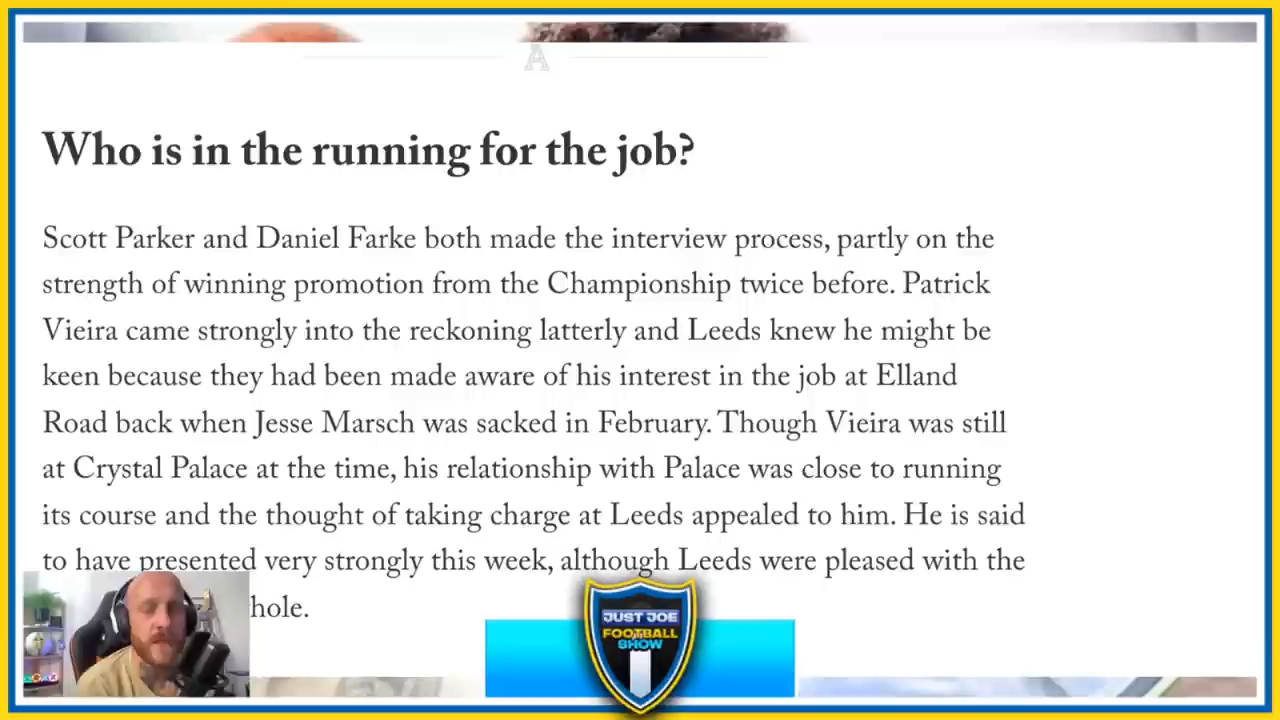 A
Who is in the running for the job?
Scott Parker and Daniel Farke both made the interview process, partly on the
strength of winning promotion from the Championship twice before. Patrick
Vieira came strongly into the reckoning latterly and Leeds knew he might be
keen because they had been made aware of his interest in the job at Elland
Road back when Jesse Marsch was sacked in February. Though Vieira was still
at Crystal Palace at the time, his relationship with Palace was close to running
its course and the thought of taking charge at Leeds appealed to him. He is said
to have presented very strongly this week, although Leeds were pleased with the
hole.
JUST JOE
FOOTBALL
SHOW